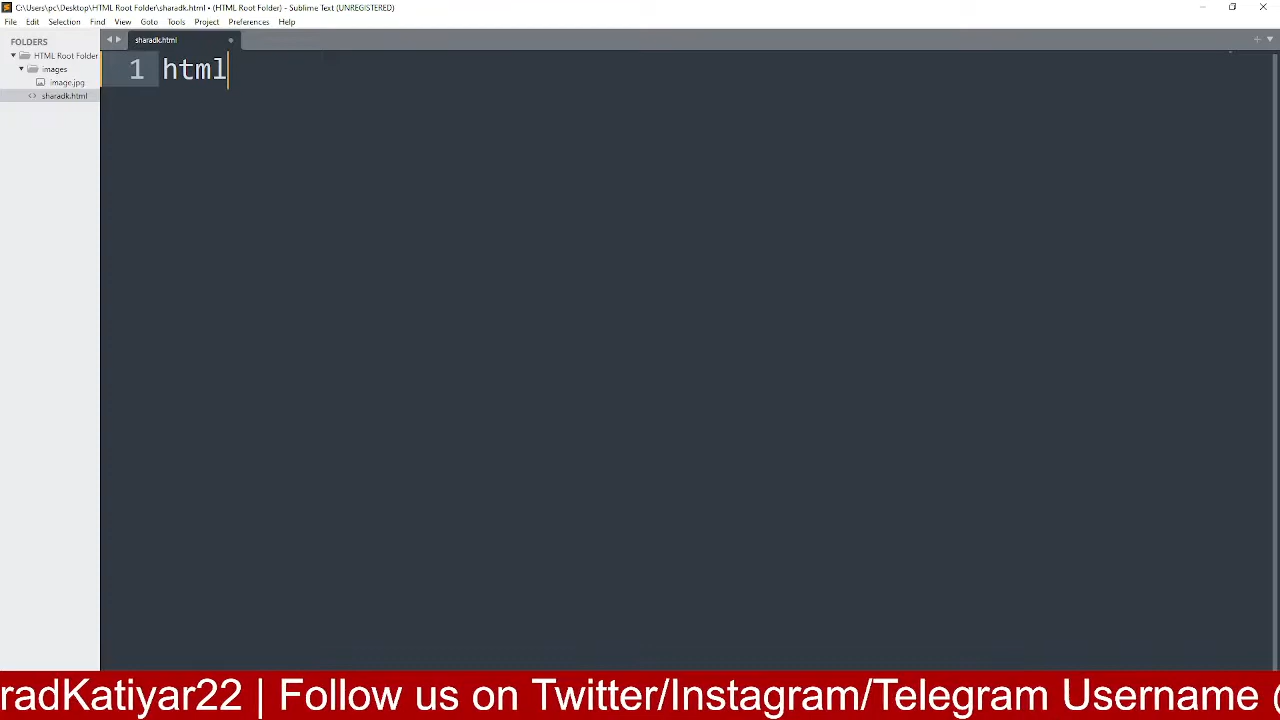 C:\Users\pc\Desktop\HTML Root Folder\sharadk.html • (HTML Root Folder) - Sublime Text (UNREGISTERED)
File Edit Selection Find View Goto Tools Project Preferences Help
FOLDERS
HTML Root Folder
images
image.jpg
sharadk.html
sharadk.html
1 html
radKatiyar22 | Follow us on Twitter/Instagram/Telegram Username @